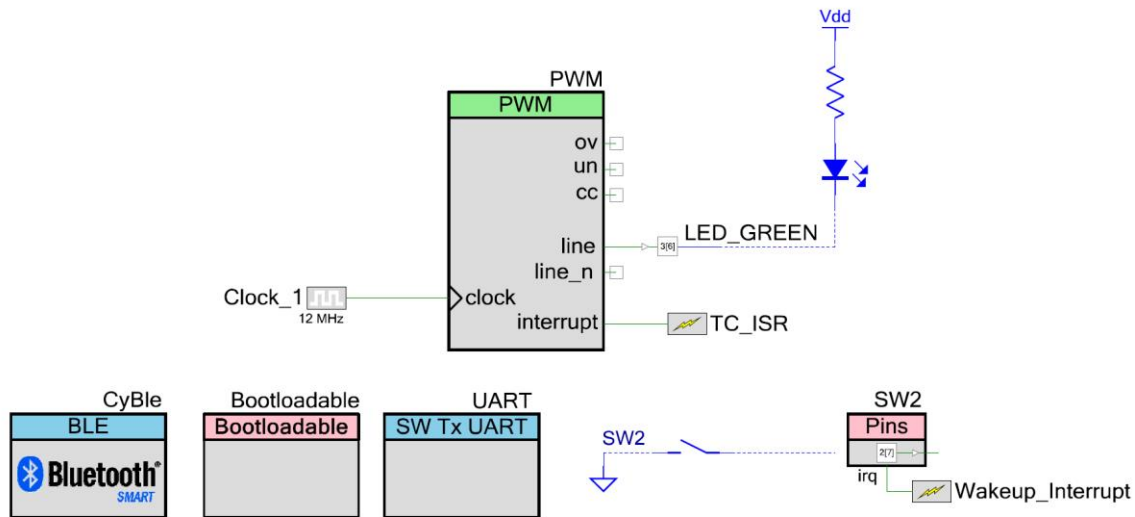 Vdd
PWM
PWM
ov
un
cc
line
3[6]
LED_GREEN
line_n
Clock_1
clock
12 MHz
interrupt
TC_ISR
CyBle
Bootloadable
UART
SW2
BLE
Bootloadable
SW Tx UART
Pins
SW2
2[7]
Bluetooth®
SMART
irq
Wakeup_Interrupt